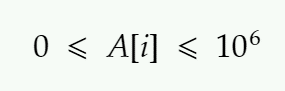 0 ⩽ A[i] ⩽ 10⁶